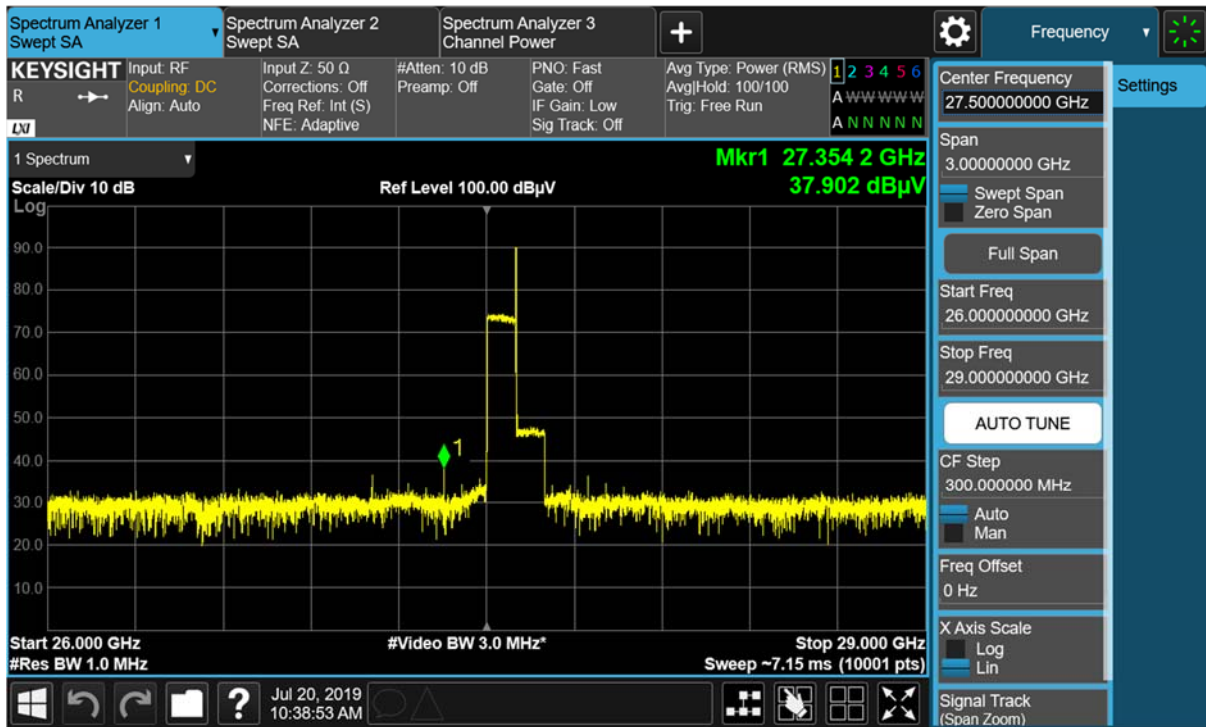 Spectrum Analyzer 1
Swept SA
Spectrum Analyzer 2
Swept SA
Spectrum Analyzer 3
Channel Power
Frequency
KEYSIGHT
R
LXI
Input: RF
Coupling: DC
Align: Auto
Input Z: 50 Ω
Corrections: Off
Freq Ref: Int (S)
NFE: Adaptive
#Atten: 10 dB
Preamp: Off
PNO: Fast
Gate: Off
IF Gain: Low
Sig Track: Off
Avg Type: Power (RMS)
Avg|Hold: 100/100
Trig: Free Run
1 2 3 4 5 6
A W W W W W
A N N N N N
1 Spectrum
Scale/Div 10 dB
Log
Ref Level 100.00 dBµV
Mkr1 27.354 2 GHz
37.902 dBµV
90.0
80.0
70.0
60.0
50.0
40.0
30.0
20.0
10.0
1
Start 26.000 GHz
#Res BW 1.0 MHz
#Video BW 3.0 MHz*
Stop 29.000 GHz
Sweep ~7.15 ms (10001 pts)
Center Frequency
27.500000000 GHz
Span
3.00000000 GHz
Swept Span
Zero Span
Full Span
Start Freq
26.000000000 GHz
Stop Freq
29.000000000 GHz
AUTO TUNE
CF Step
300.000000 MHz
Auto
Man
Freq Offset
0 Hz
X Axis Scale
Log
Lin
Signal Track
(Span Zoom)
Settings
?
Jul 20, 2019
10:38:53 AM